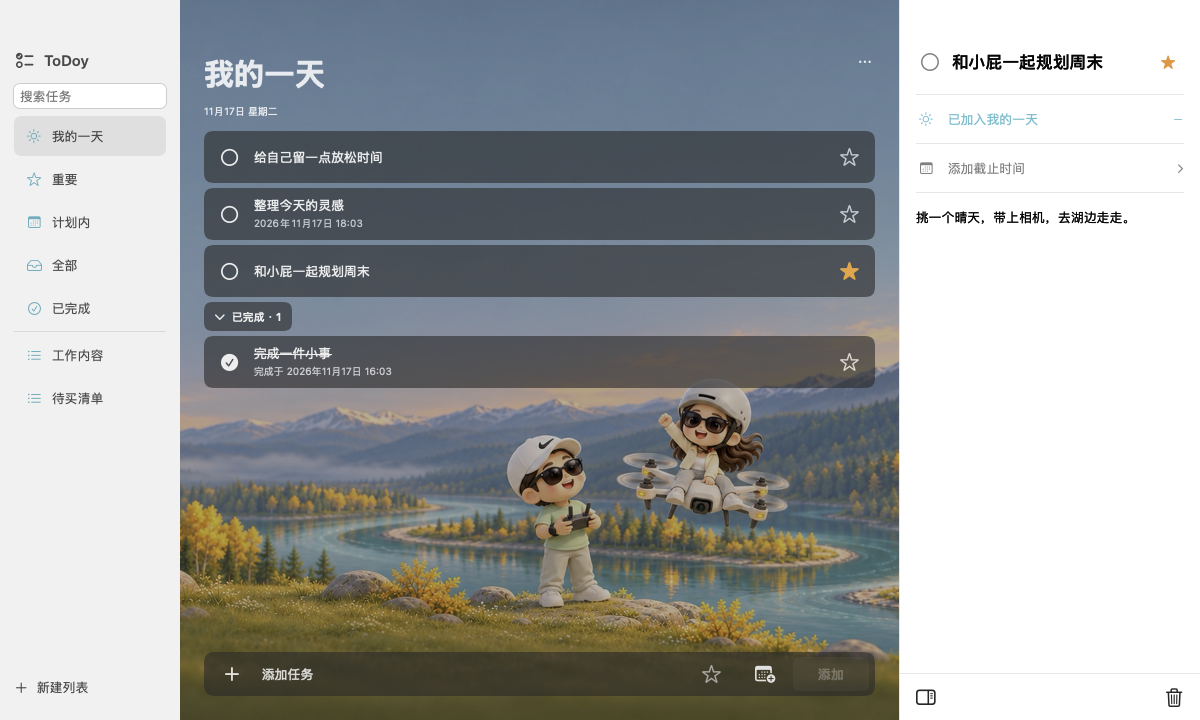 ToDoy
搜索任务
我的一天
重要
计划内
全部
已完成
工作内容
待买清单
新建列表
我的一天
11月17日 星期二
给自己留一点放松时间
整理今天的灵感
2026年11月17日 18:03
和小屁一起规划周末
已完成 · 1
完成一件小事
完成于 2026年11月17日 16:03
添加任务
添加
和小屁一起规划周末
已加入我的一天
添加截止时间
挑一个晴天，带上相机，去湖边走走。